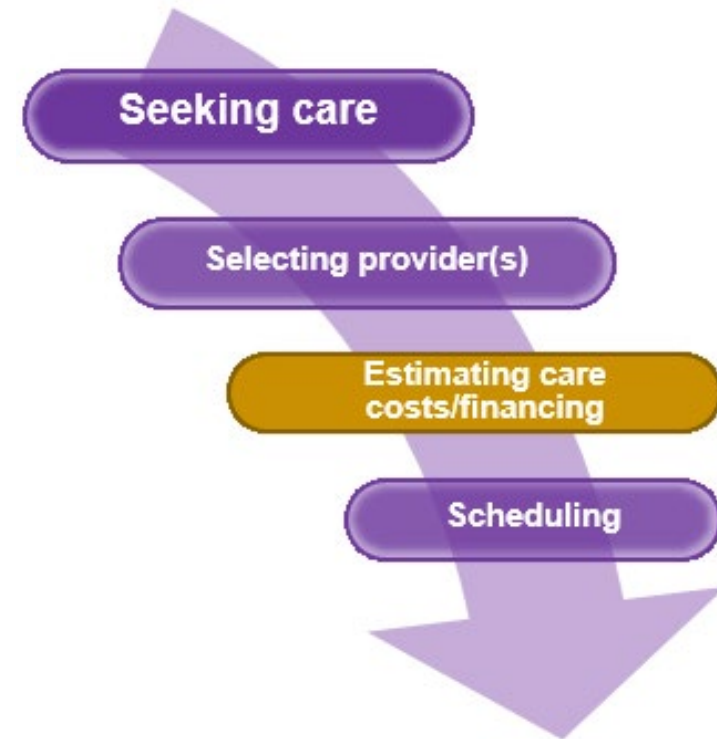 Seeking care
Selecting provider(s)
Estimating care
costs/financing
Scheduling